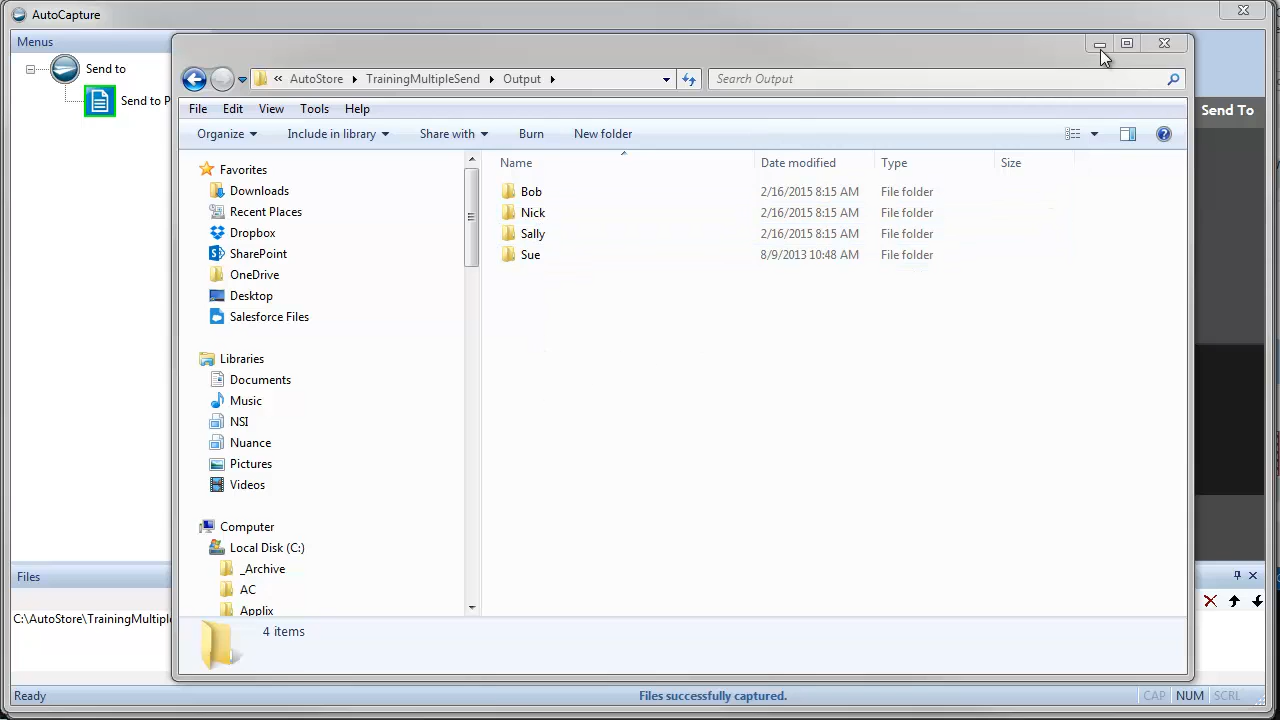 AutoCapture
Menus
Send to
Send to P
Send To
« AutoStore TrainingMultipleSend Output
Search Output
File Edit View Tools Help
Organize Include in library Share with Burn New folder
Name Date modified Type Size
Favorites
Downloads
Recent Places
Dropbox
SharePoint
OneDrive
Desktop
Salesforce Files
Libraries
Documents
Music
NSI
Nuance
Pictures
Videos
Computer
Local Disk (C:)
_Archive
AC
Applix
Bob 2/16/2015 8:15 AM File folder
Nick 2/16/2015 8:15 AM File folder
Sally 2/16/2015 8:15 AM File folder
Sue 8/9/2013 10:48 AM File folder
4 items
Files
C:\AutoStore\TrainingMultiple
Ready Files successfully captured. CAP NUM SCRL